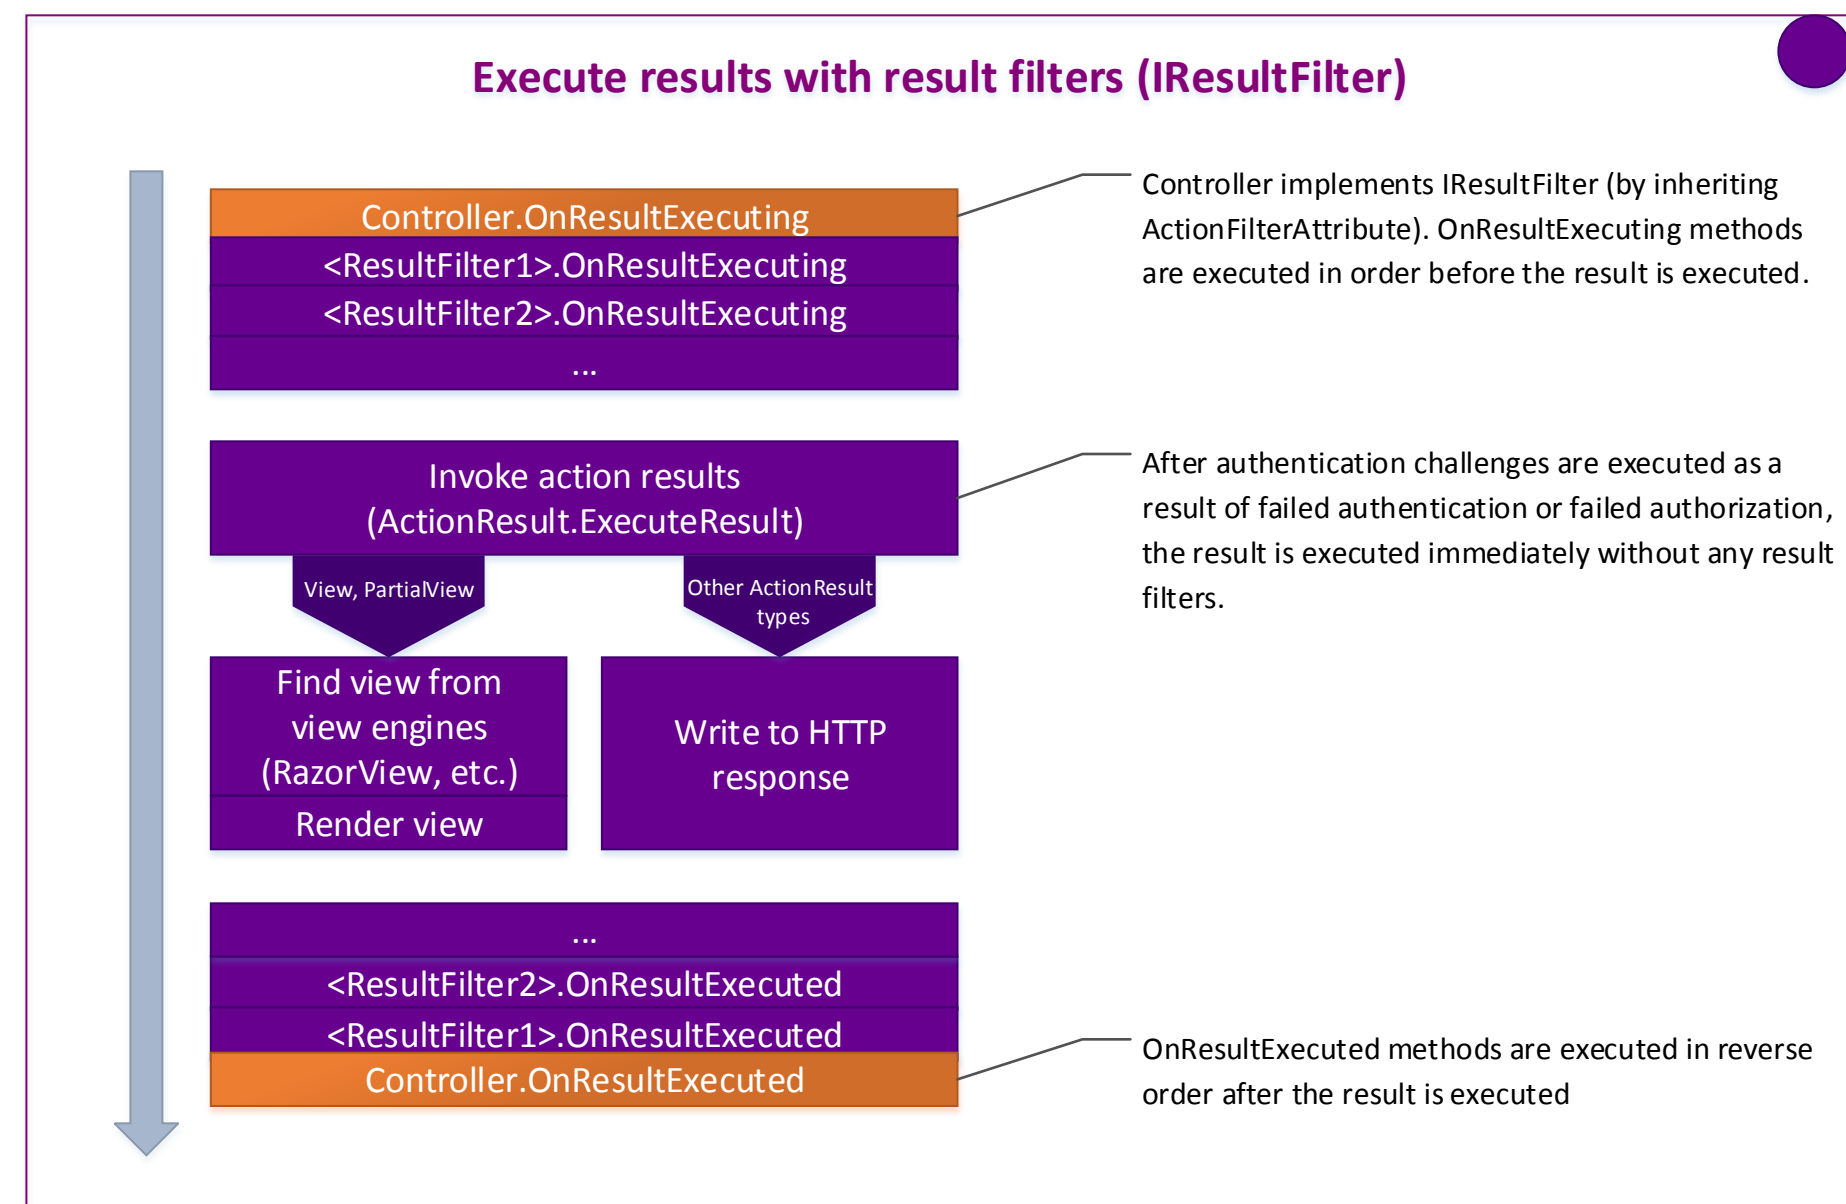 Execute results with result filters (IResultFilter)
Controller.OnResultExecuting
<ResultFilter1>.OnResultExecuting
<ResultFilter2>.OnResultExecuting
...
Controller implements IResultFilter (by inheriting
ActionFilterAttribute). OnResultExecuting methods
are executed in order before the result is executed.
Invoke action results
(ActionResult.ExecuteResult)
After authentication challenges are executed as a
result of failed authentication or failed authorization,
the result is executed immediately without any result
filters.
View, PartialView
Other ActionResult
types
Find view from
view engines
(RazorView, etc.)
Render view
Write to HTTP
response
...
<ResultFilter2>.OnResultExecuted
<ResultFilter1>.OnResultExecuted
Controller.OnResultExecuted
OnResultExecuted methods are executed in reverse
order after the result is executed